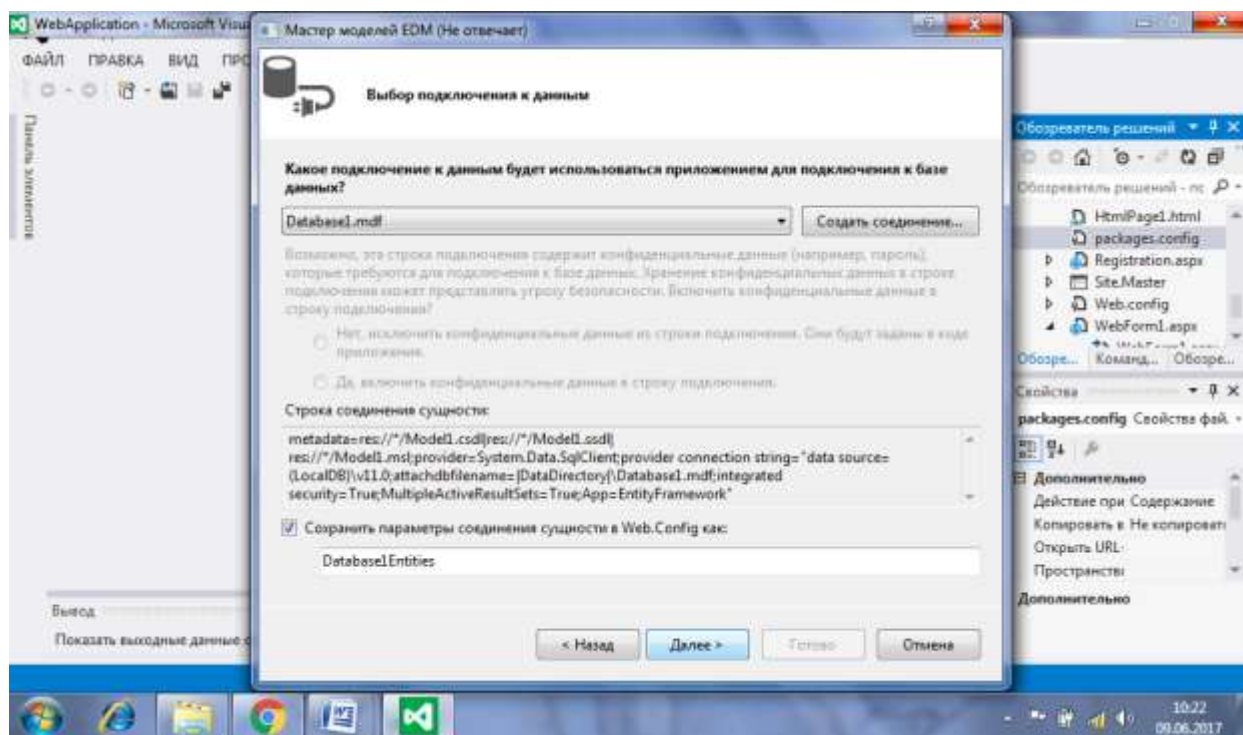 WebApplication - Microsoft Visu
Мастер моделей EDM (Не отвечает)
ФАЙЛ ПРАВКА ВИД ПРО
Выбор подключения к данным
Панель элементов
Какое подключение к данным будет использоваться приложением для подключения к базе
данных?
Database1.mdf
Создать соединение...
Возможно, эта строка подключения содержит конфиденциальные данные (например, пароль),
которые требуются для подключения к базе данных. Хранение конфиденциальных данных в строке
подключения может представлять угрозу безопасности. Включить конфиденциальные данные в
строку подключения?
Нет, исключить конфиденциальные данные из строки подключения. Они будут заданы в коде
приложения.
Да, включить конфиденциальные данные в строку подключения.
Строка соединения сущности:
metadata=res://*/Model1.csdl|res://*/Model1.ssdl|
res://*/Model1.msl;provider=System.Data.SqlClient;provider connection string="data source=
(LocalDB)\v11.0;attachdbfilename=|DataDirectory|\Database1.mdf;integrated
security=True;MultipleActiveResultSets=True;App=EntityFramework"
Сохранить параметры соединения сущности в Web.Config как:
Database1Entities
< Назад
Далее >
Готово
Отмена
Вывод
Показать выходные данные о
Обозреватель решений
Обозреватель решений - пс
HtmlPage1.html
packages.config
Registration.aspx
Site.Master
Web.config
WebForm1.aspx
Обозре... Команд... Обозре...
Свойства
packages.config Свойства фай.
Дополнительно
Действие при Содержание
Копировать в Не копироват
Открыть URL-
Пространств
Дополнительно
10:22
09.06.2017